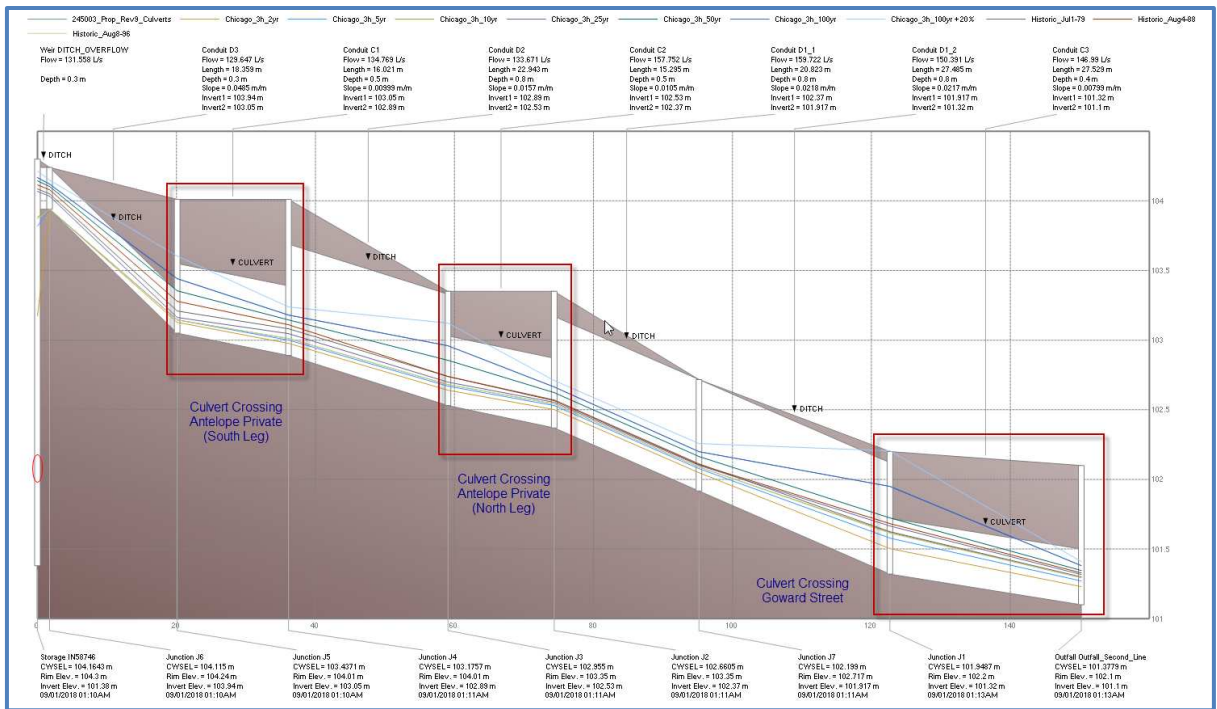 245003_Prop_Rev9_Culverts Chicago_3h_2yr Chicago_3h_5yr Chicago_3h_10yr Chicago_3h_25yr Chicago_3h_50yr Chicago_3h_100yr Chicago_3h_100yr+20% Historic_Jul1-79 Historic_Aug4-88
Historic_Aug8-96
Weir DITCH_OVERFLOW
Flow = 131.558 L/s
Depth = 0.3 m
Conduit D3
Flow = 129.647 L/s
Length = 18.359 m
Depth = 0.3 m
Slope = 0.0485 m/m
Invert1 = 103.94 m
Invert2 = 103.05 m
Conduit C1
Flow = 134.769 L/s
Length = 16.021 m
Depth = 0.5 m
Slope = 0.00999 m/m
Invert1 = 103.05 m
Invert2 = 102.89 m
Conduit D2
Flow = 133.671 L/s
Length = 22.943 m
Depth = 0.8 m
Slope = 0.0157 m/m
Invert1 = 102.89 m
Invert2 = 102.53 m
Conduit C2
Flow = 157.752 L/s
Length = 15.295 m
Depth = 0.5 m
Slope = 0.0105 m/m
Invert1 = 102.53 m
Invert2 = 102.37 m
Conduit D1_1
Flow = 159.722 L/s
Length = 20.823 m
Depth = 0.8 m
Slope = 0.0218 m/m
Invert1 = 102.37 m
Invert2 = 101.917 m
Conduit D1_2
Flow = 150.391 L/s
Length = 27.485 m
Depth = 0.8 m
Slope = 0.0217 m/m
Invert1 = 101.917 m
Invert2 = 101.32 m
Conduit C3
Flow = 146.99 L/s
Length = 27.529 m
Depth = 0.4 m
Slope = 0.00799 m/m
Invert1 = 101.32 m
Invert2 = 101.1 m
DITCH
DITCH
CULVERT
DITCH
CULVERT
DITCH
DITCH
CULVERT
Culvert Crossing
Antelope Private
(South Leg)
Culvert Crossing
Antelope Private
(North Leg)
Culvert Crossing
Goward Street
104
103.5
103
102.5
102
101.5
101
0 20 40 60 80 100 120 140
Storage IN58746
CWSEL = 104.1643 m
Rim Elev. = 104.3 m
Invert Elev. = 101.38 m
09/01/2018 01:10AM
Junction J6
CWSEL = 104.115 m
Rim Elev. = 104.24 m
Invert Elev. = 103.94 m
09/01/2018 01:10AM
Junction J5
CWSEL = 103.4371 m
Rim Elev. = 104.01 m
Invert Elev. = 103.05 m
09/01/2018 01:10AM
Junction J4
CWSEL = 103.1757 m
Rim Elev. = 104.01 m
Invert Elev. = 102.89 m
09/01/2018 01:11AM
Junction J3
CWSEL = 102.955 m
Rim Elev. = 103.35 m
Invert Elev. = 102.53 m
09/01/2018 01:11AM
Junction J2
CWSEL = 102.6605 m
Rim Elev. = 103.35 m
Invert Elev. = 102.37 m
09/01/2018 01:11AM
Junction J7
CWSEL = 102.199 m
Rim Elev. = 102.717 m
Invert Elev. = 101.917 m
09/01/2018 01:11AM
Junction J1
CWSEL = 101.9487 m
Rim Elev. = 102.2 m
Invert Elev. = 101.32 m
09/01/2018 01:13AM
Outfall Outfall_Second_Line
CWSEL = 101.3779 m
Rim Elev. = 102.1 m
Invert Elev. = 101.1 m
09/01/2018 01:13AM